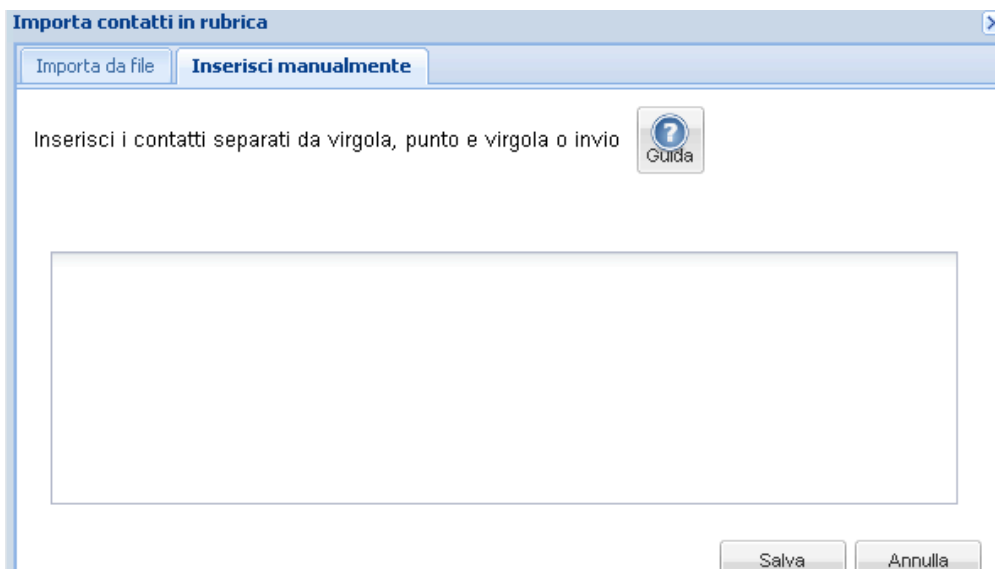 Importa contatti in rubrica
Importa da file
Inserisci manualmente
Inserisci i contatti separati da virgola, punto e virgola o invio
Guida
Salva
Annulla